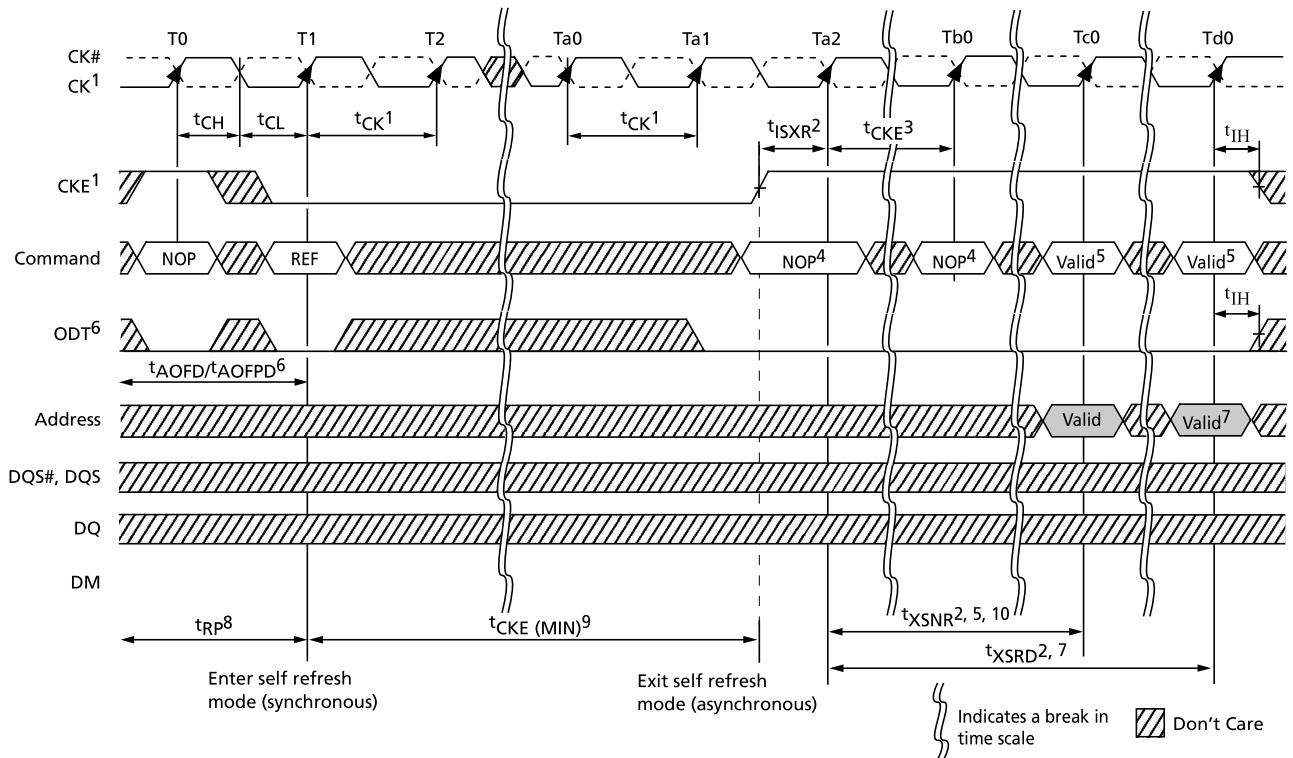 T0 T1 T2 Ta0 Ta1 Ta2 Tb0 Tc0 Td0
CK#
CK1
tCH tCL tCK1 tCK1 tISXR2 tCKE3 tIH
CKE1
Command NOP REF NOP4 NOP4 Valid5 Valid5
tIH
ODT6
tAOFD/tAOFPD6
Address Valid Valid7
DQS#, DQS
DQ
DM
tRP8 tCKE (MIN)9 tXSNR2, 5, 10
tXSRD2, 7
Enter self refresh
mode (synchronous)
Exit self refresh
mode (asynchronous)
Indicates a break in
time scale
Don't Care